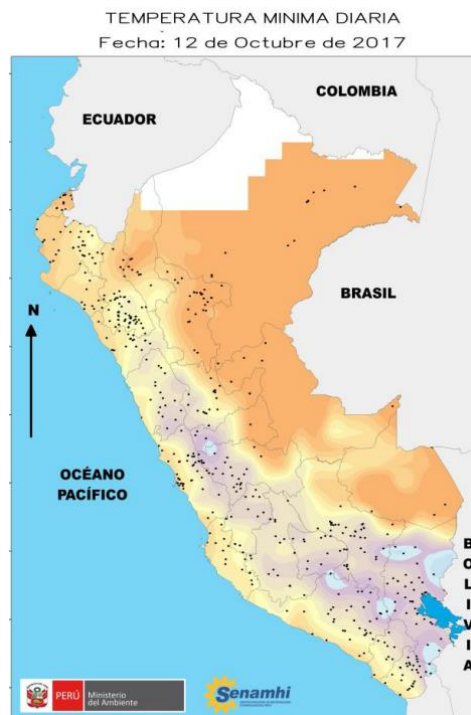 TEMPERATURA MINIMA DIARIA
Fecha: 12 de Octubre de 2017
COLOMBIA
ECUADOR
BRASIL
N
OCÉANO
PACÍFICO
BOLIVIA
PERÚ
Ministerio
del Ambiente
Senamhi